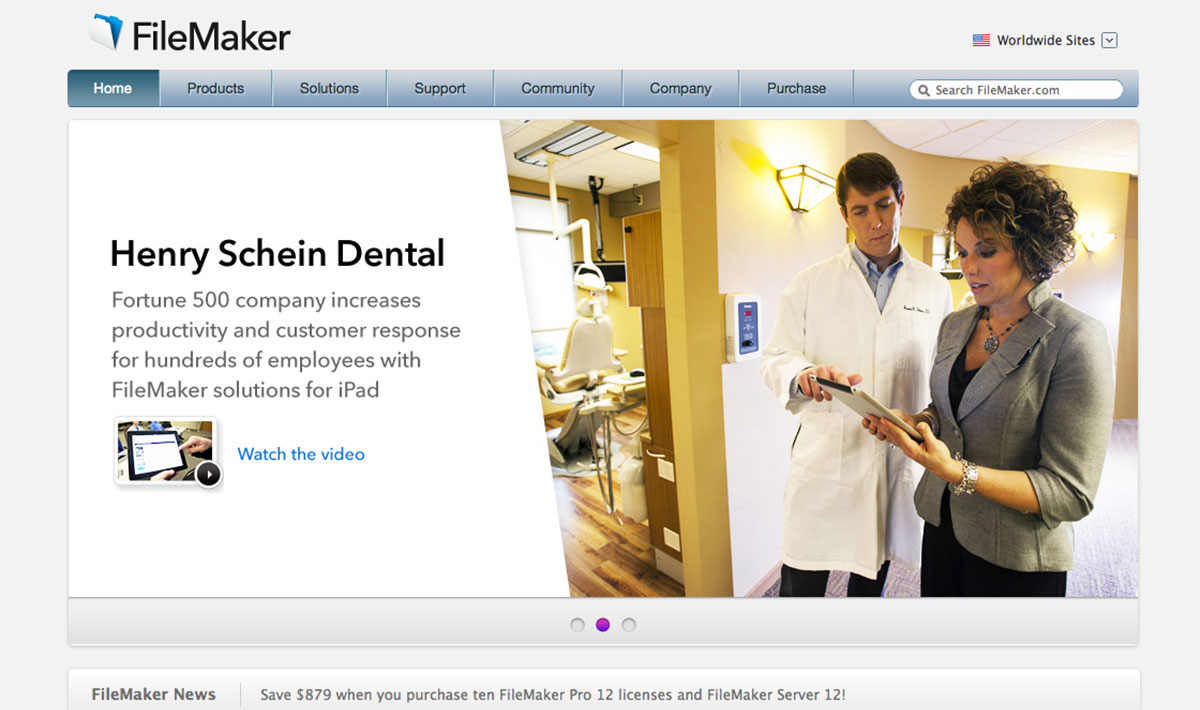 FileMaker
Worldwide Sites
Home Products Solutions Support Community Company Purchase Search FileMaker.com
Henry Schein Dental
Fortune 500 company increases
productivity and customer response
for hundreds of employees with
FileMaker solutions for iPad
Watch the video
FileMaker News Save $879 when you purchase ten FileMaker Pro 12 licenses and FileMaker Server 12!